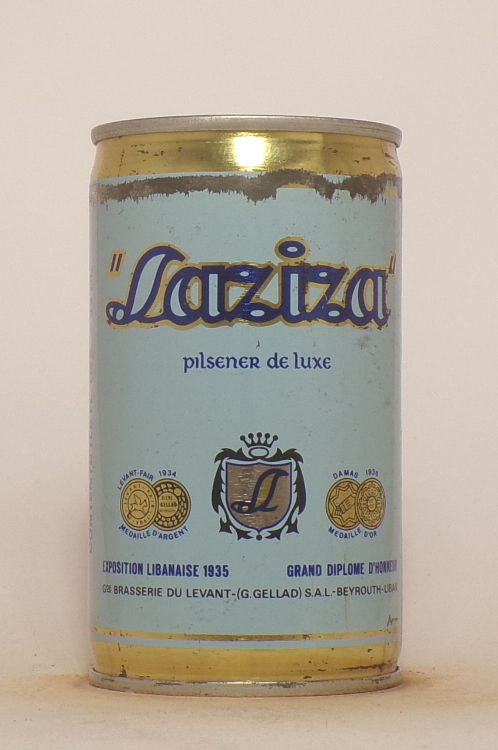 "Laziza"
pilsener de luxe
LEVANT-FAIR 1934
MEDAILLE D'ARGENT
L
DAMAS 1936
MEDAILLE D'OR
EXPOSITION LIBANAISE 1935 GRAND DIPLOME D'HONNEUR
GDE BRASSERIE DU LEVANT-(G.GELLAD) S.A.L.-BEYROUTH-LIBAN